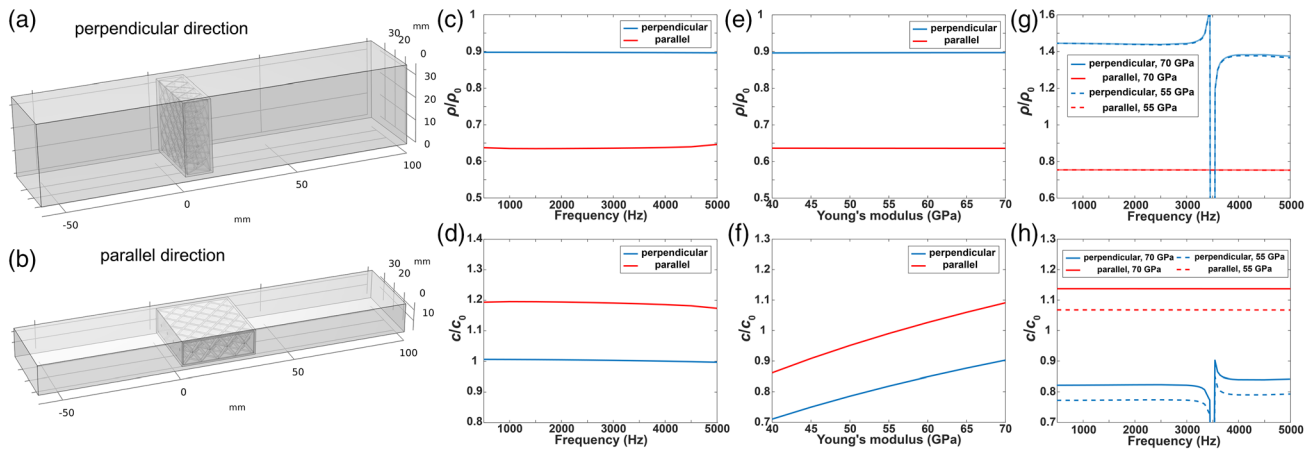 (a)
perpendicular direction
mm
30
20
0
30
20
10
0
100
50
0
-50
mm
(b)
parallel direction
mm
30
20
0
10
0
100
50
0
-50
mm
(c)
1
0.9
0.8
0.7
0.6
0.5
ρ/ρ0
perpendicular
parallel
1000 2000 3000 4000 5000
Frequency (Hz)
(d)
1.4
1.3
1.2
1.1
1
0.9
0.8
c/c0
perpendicular
parallel
1000 2000 3000 4000 5000
Frequency (Hz)
(e)
1
0.9
0.8
0.7
0.6
0.5
ρ/ρ0
perpendicular
parallel
40 45 50 55 60 65 70
Young's modulus (GPa)
(f)
1.3
1.2
1.1
1
0.9
0.8
0.7
c/c0
perpendicular
parallel
40 45 50 55 60 65 70
Young's modulus (GPa)
(g)
1.6
1.4
1.2
1
0.8
0.6
ρ/ρ0
perpendicular, 70 GPa
parallel, 70 GPa
perpendicular, 55 GPa
parallel, 55 GPa
1000 2000 3000 4000 5000
Frequency (Hz)
(h)
1.3
1.2
1.1
1
0.9
0.8
0.7
c/c0
perpendicular, 70 GPa perpendicular, 55 GPa
parallel, 70 GPa parallel, 55 GPa
1000 2000 3000 4000 5000
Frequency (Hz)